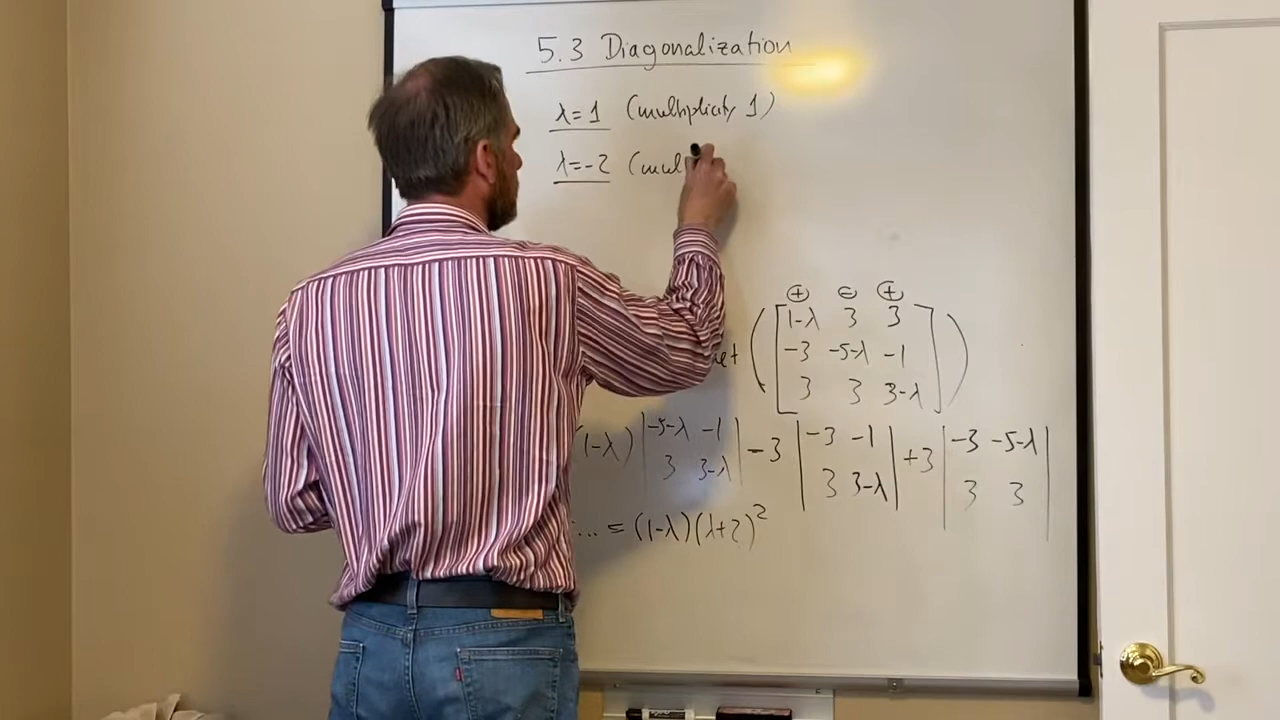 5.3 Diagonalization
λ=1 (multiplicity 1)
λ=-2 (mul
⊕ ⊖ ⊕
1-λ 3 3
-3 -5-λ -1
3 3 3-λ
(1-λ) |-5-λ -1| -3 |-3 -1| +3 |-3 -5-λ|
|3 3-λ| |3 3-λ| |3 3|
... = (1-λ)(λ+2)²